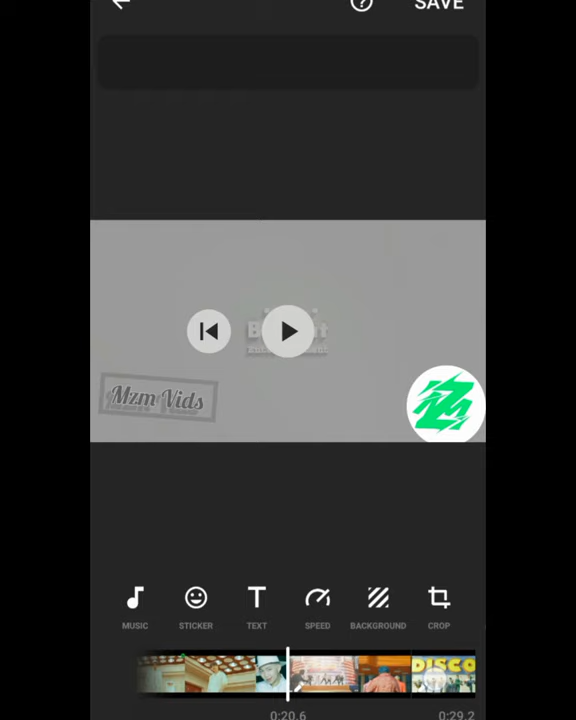 SAVE
Mzm Vids
MUSIC
STICKER
TEXT
SPEED
BACKGROUND
CROP
DISCO
0:20.6
0:29.2